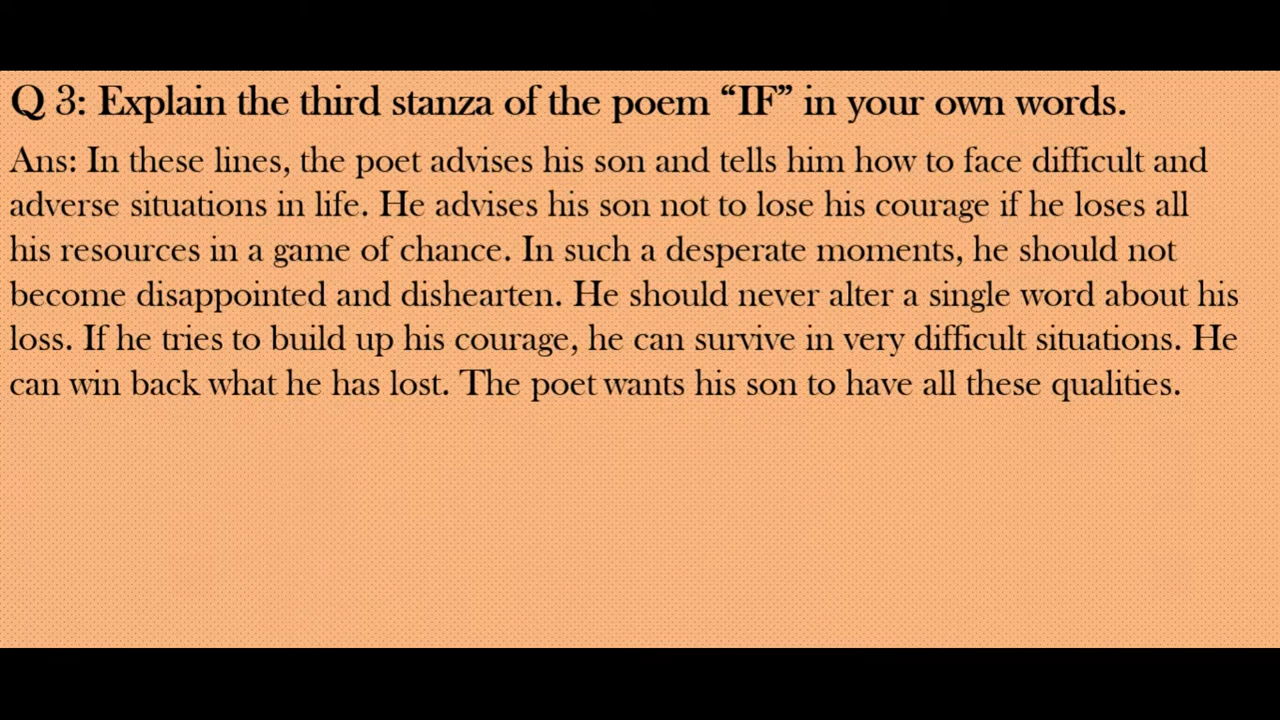 Q 3: Explain the third stanza of the poem “IF” in your own words.
Ans: In these lines, the poet advises his son and tells him how to face difficult and
adverse situations in life. He advises his son not to lose his courage if he loses all
his resources in a game of chance. In such a desperate moments, he should not
become disappointed and dishearten. He should never alter a single word about his
loss. If he tries to build up his courage, he can survive in very difficult situations. He
can win back what he has lost. The poet wants his son to have all these qualities.